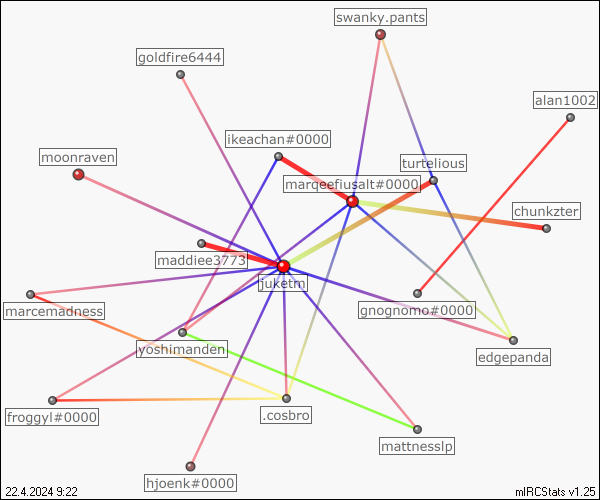 swanky.pants
goldfire6444
alan1002
ikeachan#0000
moonraven
turtelious
marqeefiusalt#0000
chunkzter
maddiee3773
juketm
marcemadness
gnognomo#0000
yoshimanden
edgepanda
froggyl#0000
.cosbro
mattnesslp
hjoenk#0000
22.4.2024 9:22
mIRCStats v1.25